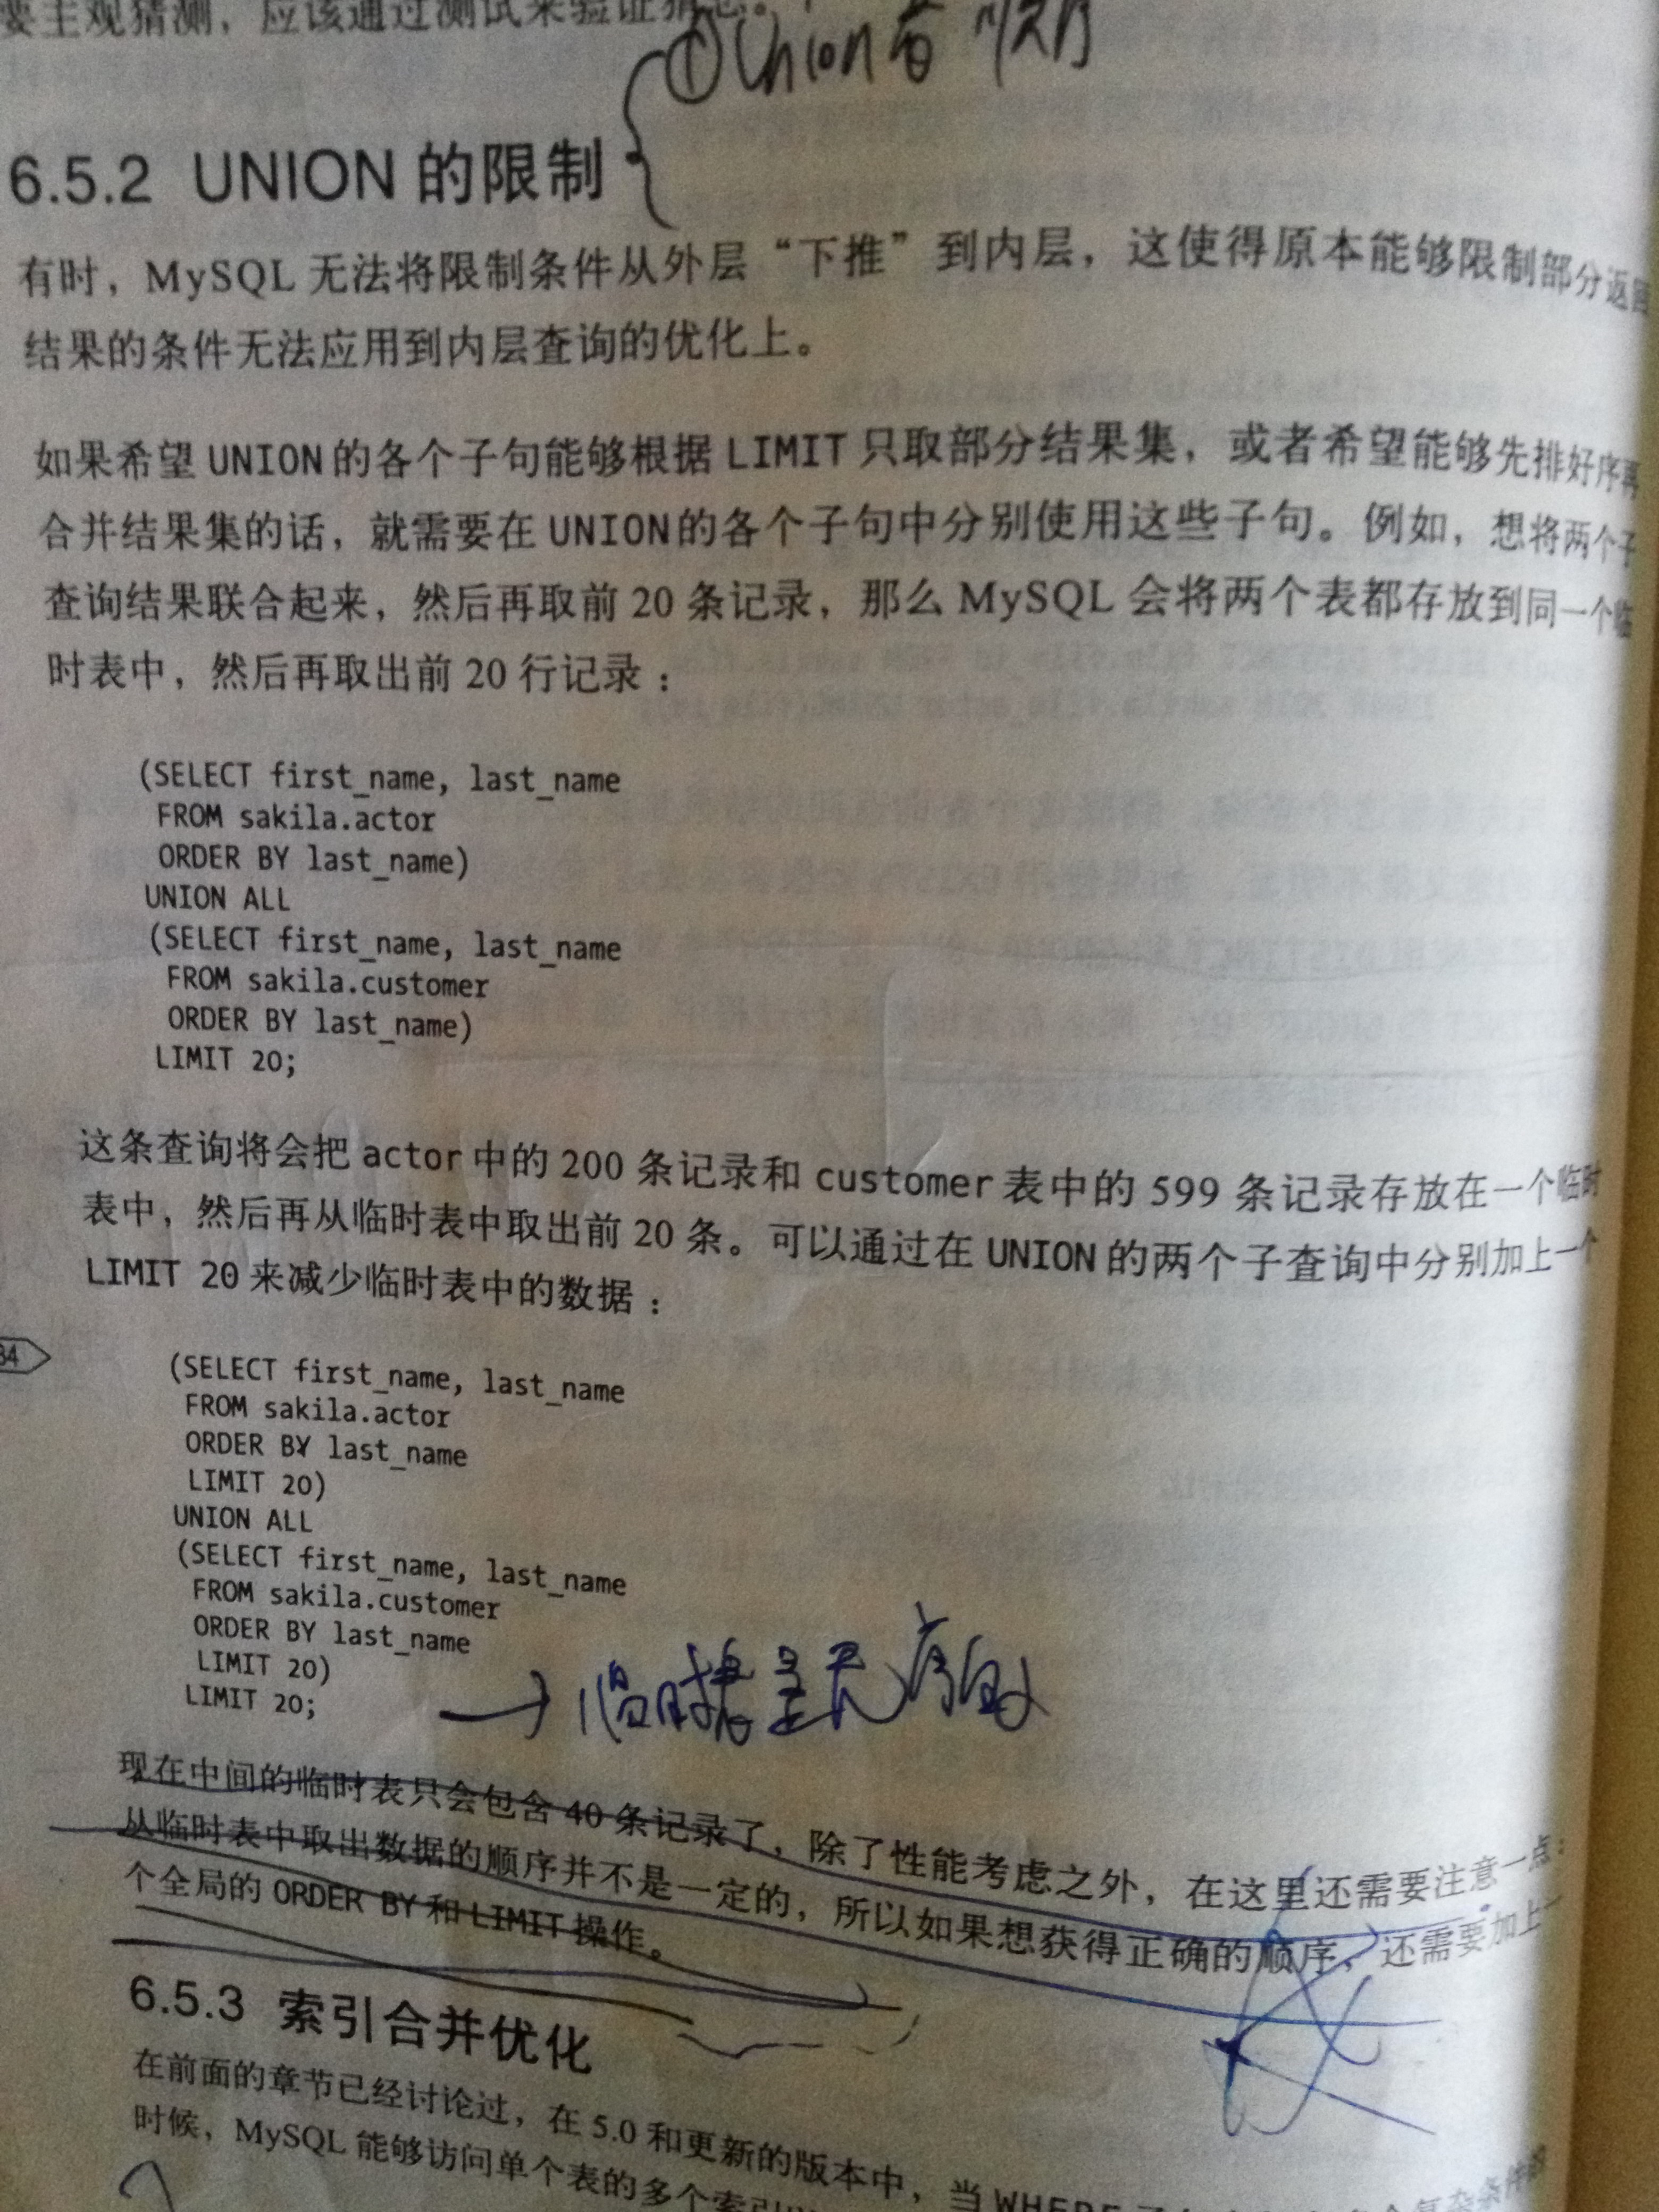 要主观猜测，应该通过测试来验证猜想。
①Union有
6.5.2 UNION 的限制
有时，MySQL 无法将限制条件从外层“下推”到内层，这使得原本能够限制部分返回
结果的条件无法应用到内层查询的优化上。
如果希望 UNION 的各个子句能够根据 LIMIT 只取部分结果集，或者希望能够先排好序再
合并结果集的话，就需要在 UNION 的各个子句中分别使用这些子句。例如，想将两个子
查询结果联合起来，然后再取前 20 条记录，那么 MySQL 会将两个表都存放到同一个临
时表中，然后再取出前 20 行记录：
(SELECT first_name, last_name
FROM sakila.actor
ORDER BY last_name)
UNION ALL
(SELECT first_name, last_name
FROM sakila.customer
ORDER BY last_name)
LIMIT 20;
这条查询将会把 actor 中的 200 条记录和 customer 表中的 599 条记录存放在一个临时
表中，然后再从临时表中取出前 20 条。可以通过在 UNION 的两个子查询中分别加上一个
LIMIT 20 来减少临时表中的数据：
34
(SELECT first_name, last_name
FROM sakila.actor
ORDER BY last_name
LIMIT 20)
UNION ALL
(SELECT first_name, last_name
FROM sakila.customer
ORDER BY last_name
LIMIT 20)
LIMIT 20;
→临时表是无序的
现在中间的临时表只会包含 40 条记录了，除了性能考虑之外，在这里还需要注意一点：
从临时表中取出数据的顺序并不是一定的，所以如果想获得正确的顺序，还需要加上一
个全局的 ORDER BY 和 LIMIT 操作。
6.5.3 索引合并优化
在前面的章节已经讨论过，在 5.0 和更新的版本中，当 WHERE
时候，MySQL 能够访问单个表的多个索引